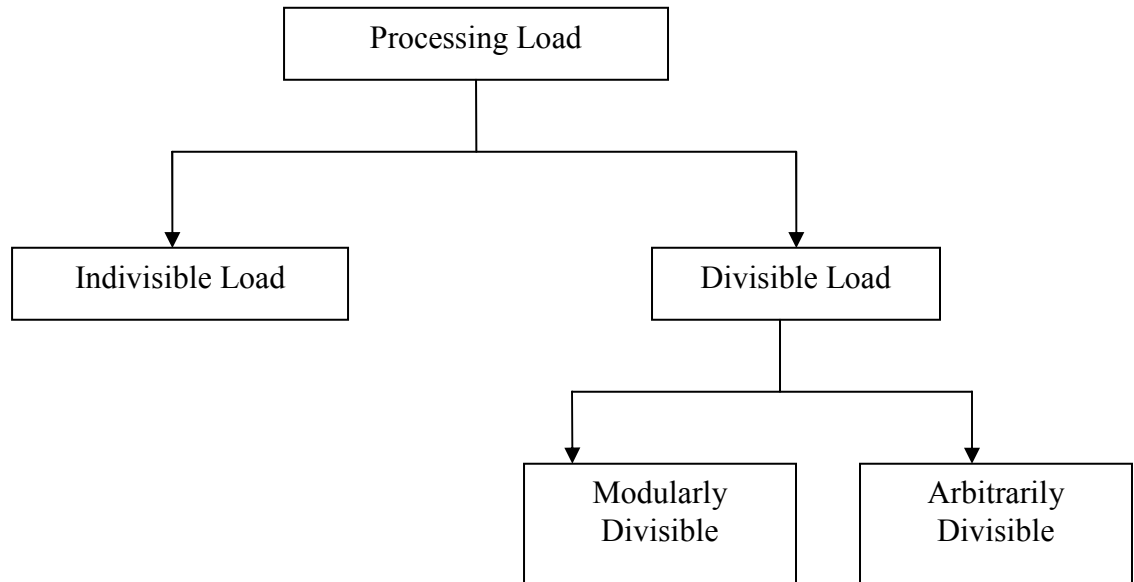 Processing Load
Indivisible Load
Divisible Load
Modularly
Divisible
Arbitrarily
Divisible